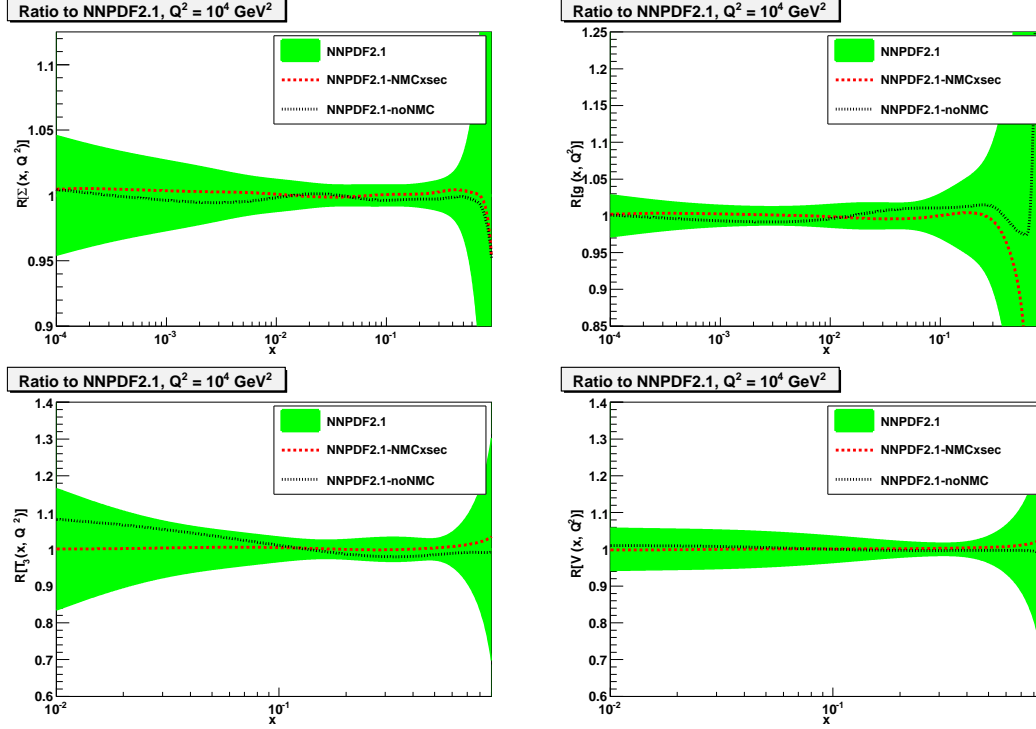 Ratio to NNPDF2.1, Q² = 10⁴ GeV²
NNPDF2.1
NNPDF2.1-NMCxsec
NNPDF2.1-noNMC
R[Σ (x, Q²)]
1.1
1.05
1
0.95
0.9
10⁻⁴
10⁻³
10⁻²
10⁻¹
x
Ratio to NNPDF2.1, Q² = 10⁴ GeV²
NNPDF2.1
NNPDF2.1-NMCxsec
NNPDF2.1-noNMC
R[g (x, Q²)]
1.25
1.2
1.15
1.1
1.05
1
0.95
0.9
0.85
10⁻⁴
10⁻³
10⁻²
10⁻¹
x
Ratio to NNPDF2.1, Q² = 10⁴ GeV²
NNPDF2.1
NNPDF2.1-NMCxsec
NNPDF2.1-noNMC
R[T₃(x, Q²)]
1.4
1.3
1.2
1.1
1
0.9
0.8
0.7
0.6
10⁻²
10⁻¹
x
Ratio to NNPDF2.1, Q² = 10⁴ GeV²
NNPDF2.1
NNPDF2.1-NMCxsec
NNPDF2.1-noNMC
R[V (x, Q²)]
1.4
1.3
1.2
1.1
1
0.9
0.8
0.7
0.6
10⁻²
10⁻¹
x